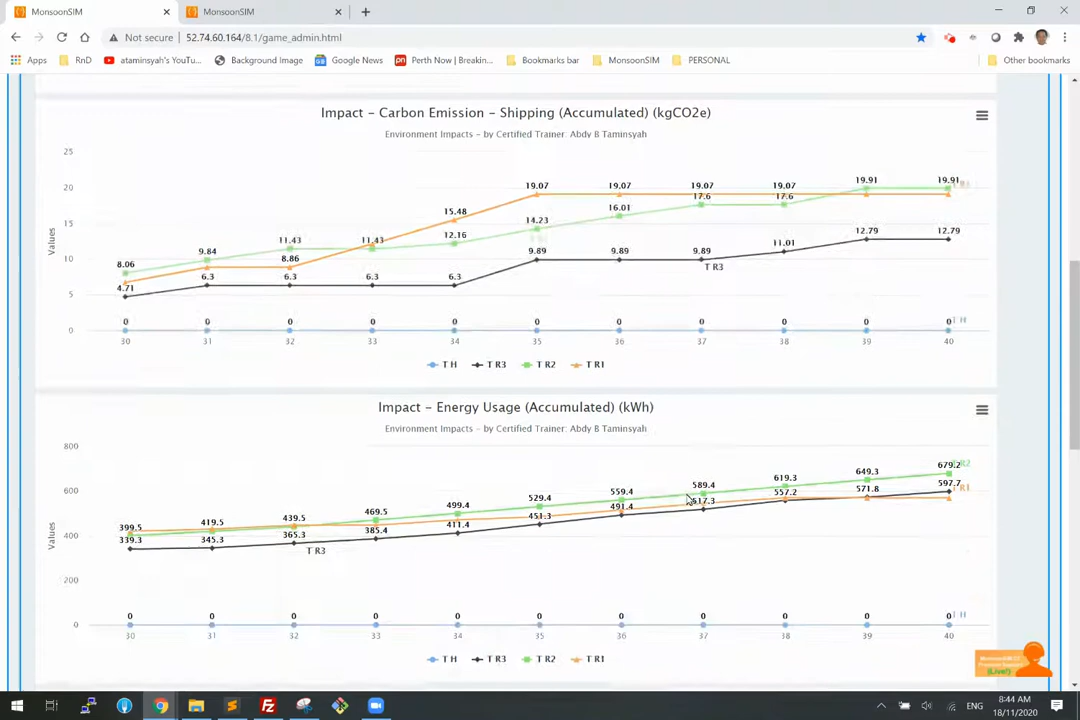 MonsoonSIM
MonsoonSIM
Not secure 52.74.60.164/8.1/game_admin.html
Apps RnD ataminsyah's YouTu... Background Image Google News Perth Now | Breakin... Bookmarks bar MonsoonSIM PERSONAL Other bookmarks
Impact - Carbon Emission - Shipping (Accumulated) (kgCO2e)
Environment Impacts - by Certified Trainer: Abdy B Taminsyah
Values
25
20
15
10
5
0
8.06 9.84 11.43 11.43 12.16 14.23 16.01 17.6 17.6 19.91 19.91
8.86 15.48 19.07 19.07 19.07 19.07
4.71 6.3 6.3 6.3 6.3 9.89 9.89 9.89 11.01 12.79 12.79
T R3
0 0 0 0 0 0 0 0 0 0 0
T H
30 31 32 33 34 35 36 37 38 39 40
T H T R3 T R2 T R1
Impact - Energy Usage (Accumulated) (kWh)
Environment Impacts - by Certified Trainer: Abdy B Taminsyah
Values
800
600
400
200
0
399.5 419.5 439.5 469.5 499.4 529.4 559.4 589.4 619.3 649.3 679.2
T R2
T R1
339.3 345.3 365.3 385.4 411.4 451.3 491.4 517.3 557.2 571.8 597.7
T R3
0 0 0 0 0 0 0 0 0 0 0
T H
30 31 32 33 34 35 36 37 38 39 40
T H T R3 T R2 T R1
(Live!)
ENG
8:44 AM
18/11/2020